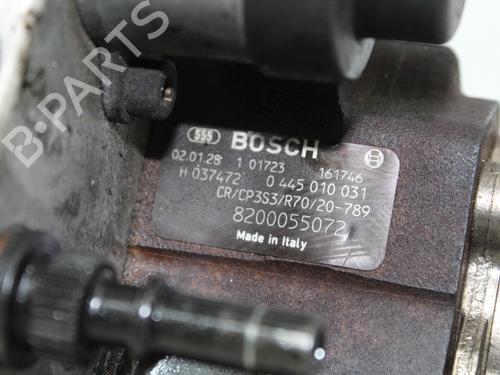 B-PARTS
555 BOSCH
02.01.28 1 01723 161746
H 037472 0 445 010 031
CR/CP3S3/R70/20-789
8200055072
Made in Italy